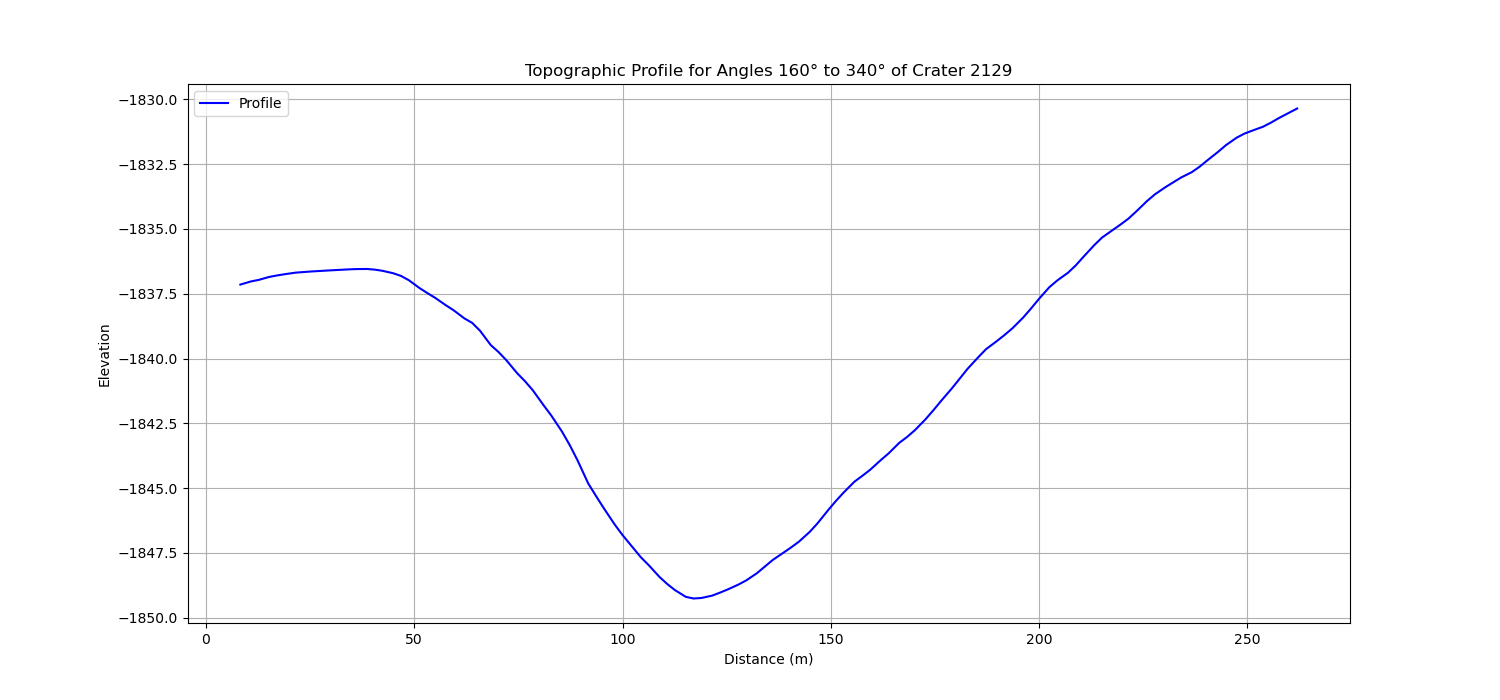 Topographic Profile for Angles 160° to 340° of Crater 2129
Profile
−1830.0
−1832.5
−1835.0
−1837.5
−1840.0
−1842.5
−1845.0
−1847.5
−1850.0
Elevation
0 50 100 150 200 250
Distance (m)